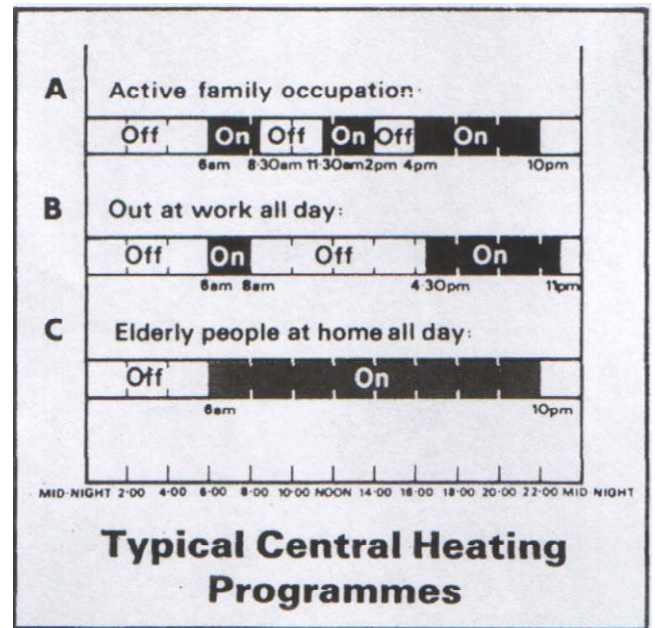 A Active family occupation:
Off On Off On Off On
6am 8·30am 11·30am 2pm 4pm 10pm
B Out at work all day:
Off On Off On
6am 8am 4·30pm 11pm
C Elderly people at home all day:
Off On
6am 10pm
MID-NIGHT 2·00 4·00 6·00 8·00 10·00 NOON 14·00 16·00 18·00 20·00 22·00 MID NIGHT
Typical Central Heating
Programmes